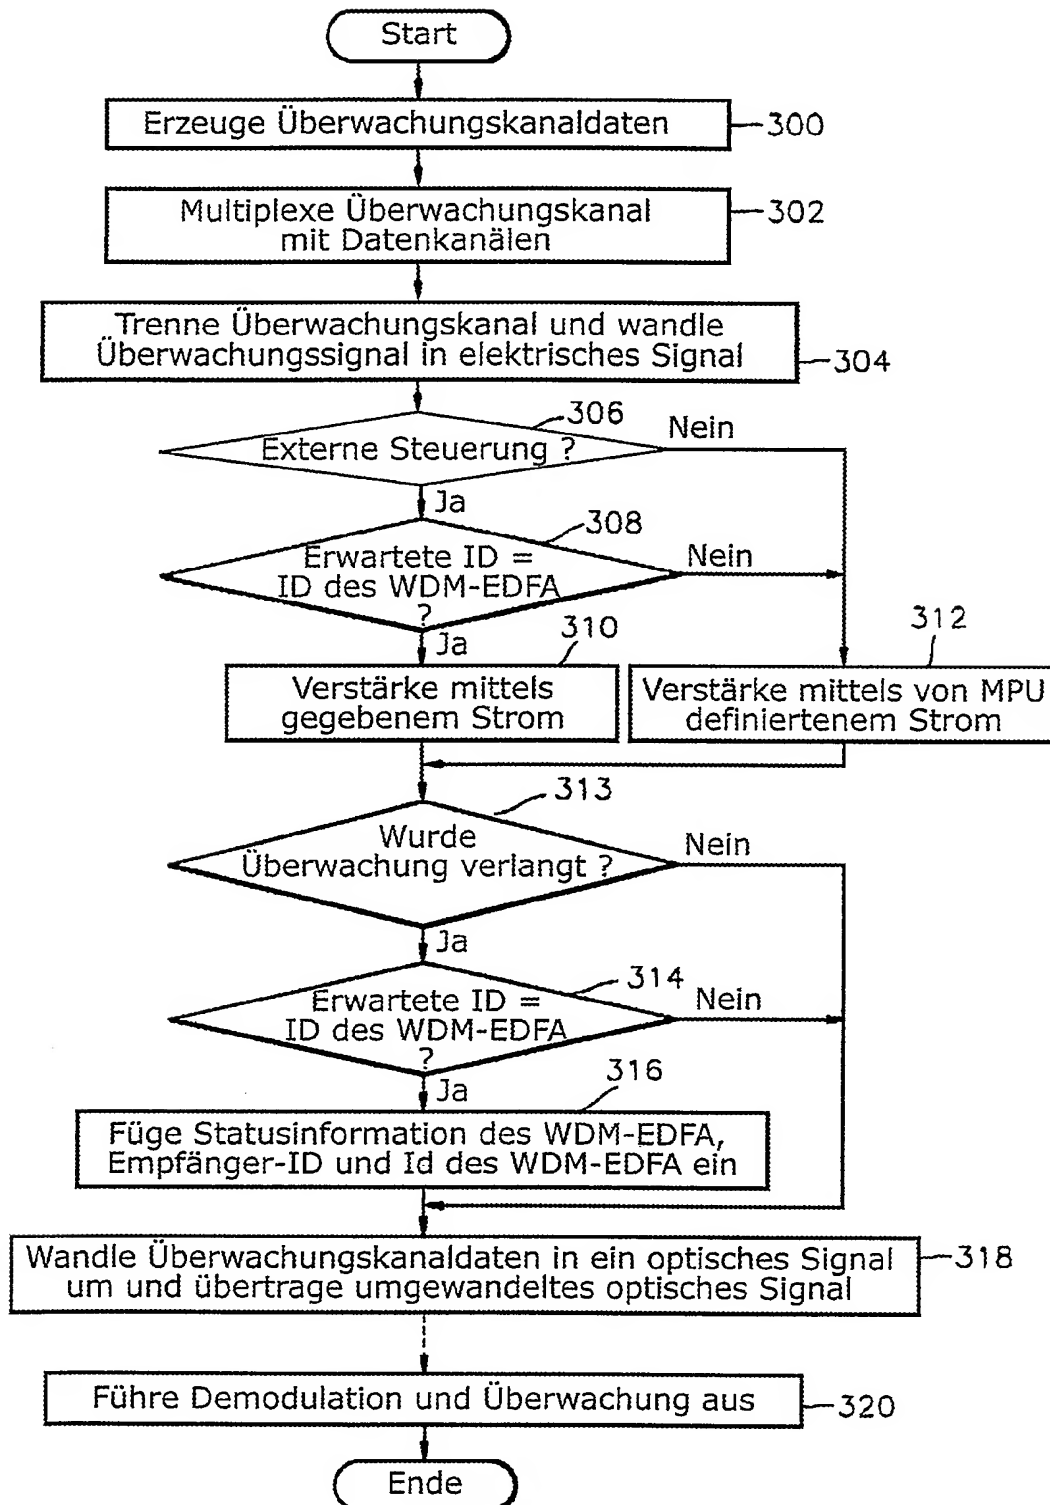 Start
Erzeuge Überwachungskanaldaten
300
Multiplexe Überwachungskanal
mit Datenkanälen
302
Trenne Überwachungskanal und wandle
Überwachungssignal in elektrisches Signal
304
306
Externe Steuerung ?
Nein
Ja
308
Erwartete ID =
ID des WDM-EDFA
?
Nein
Ja
310
312
Verstärke mittels
gegebenem Strom
Verstärke mittels von MPU
definiertenem Strom
313
Wurde
Überwachung verlangt ?
Nein
Ja
314
Erwartete ID =
ID des WDM-EDFA
?
Nein
Ja
316
Füge Statusinformation des WDM-EDFA,
Empfänger-ID und Id des WDM-EDFA ein
Wandle Überwachungskanaldaten in ein optisches Signal
um und übertrage umgewandeltes optisches Signal
318
Führe Demodulation und Überwachung aus
320
Ende